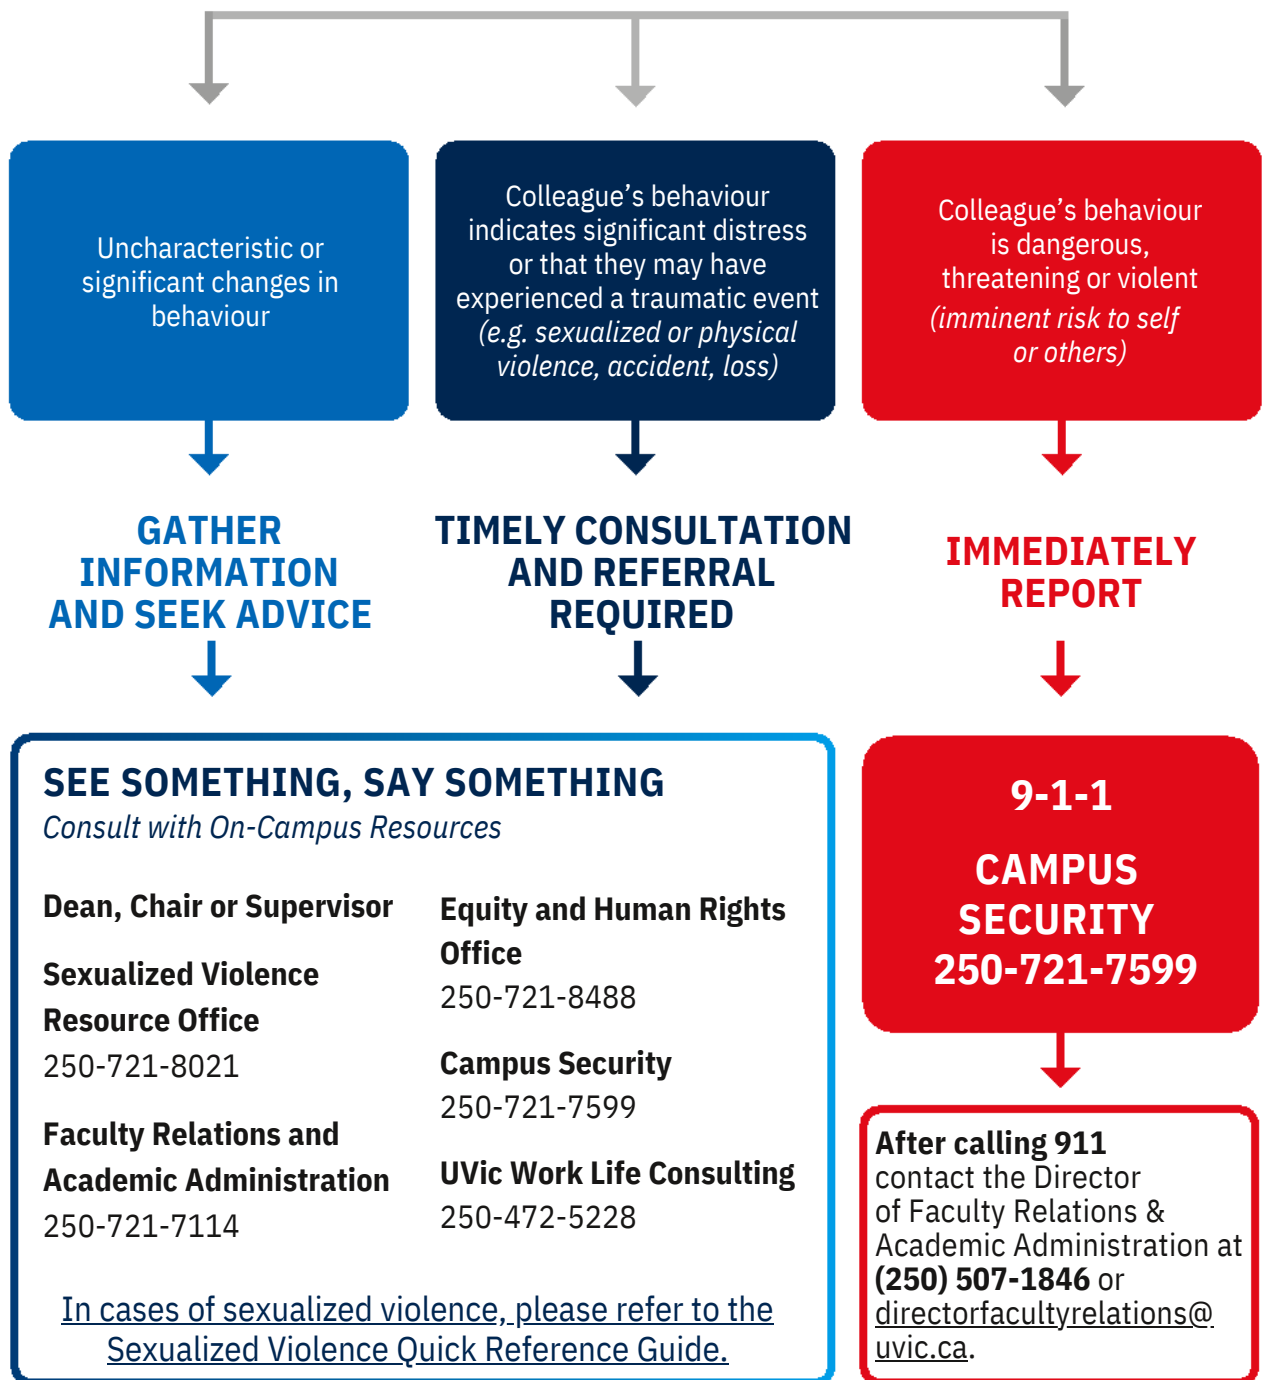 Uncharacteristic or
significant changes in
behaviour
Colleague's behaviour
indicates significant distress
or that they may have
experienced a traumatic event
(e.g. sexualized or physical
violence, accident, loss)
Colleague's behaviour
is dangerous,
threatening or violent
(imminent risk to self
or others)
GATHER
INFORMATION
AND SEEK ADVICE
TIMELY CONSULTATION
AND REFERRAL
REQUIRED
IMMEDIATELY
REPORT
SEE SOMETHING, SAY SOMETHING
Consult with On-Campus Resources
Dean, Chair or Supervisor
Sexualized Violence
Resource Office
250-721-8021
Faculty Relations and
Academic Administration
250-721-7114
Equity and Human Rights
Office
250-721-8488
Campus Security
250-721-7599
UVic Work Life Consulting
250-472-5228
In cases of sexualized violence, please refer to the
Sexualized Violence Quick Reference Guide.
9-1-1
CAMPUS
SECURITY
250-721-7599
After calling 911
contact the Director
of Faculty Relations &
Academic Administration at
(250) 507-1846 or
directorfacultyrelations@
uvic.ca.